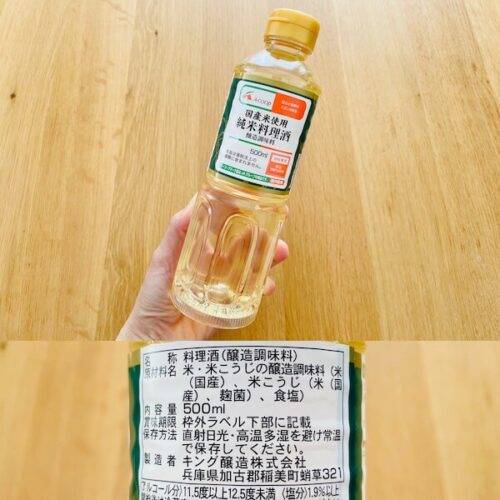 Acoop
国産米使用
純米料理酒
醸造調味料
500ml
名称 料理酒(醸造調味料)
原材料名 米・米こうじの醸造調味料(米
(国産)、米こうじ(米(国
産)、麹菌)、食塩)
内容量 500ml
賞味期限 枠外ラベル下部に記載
保存方法 直射日光・高温多湿を避け常温
で保存してください。
製造者 キング醸造株式会社
兵庫県加古郡稲美町蛸草321
アルコール分)11.5度以上12.5度未満(塩分)1.9%以上